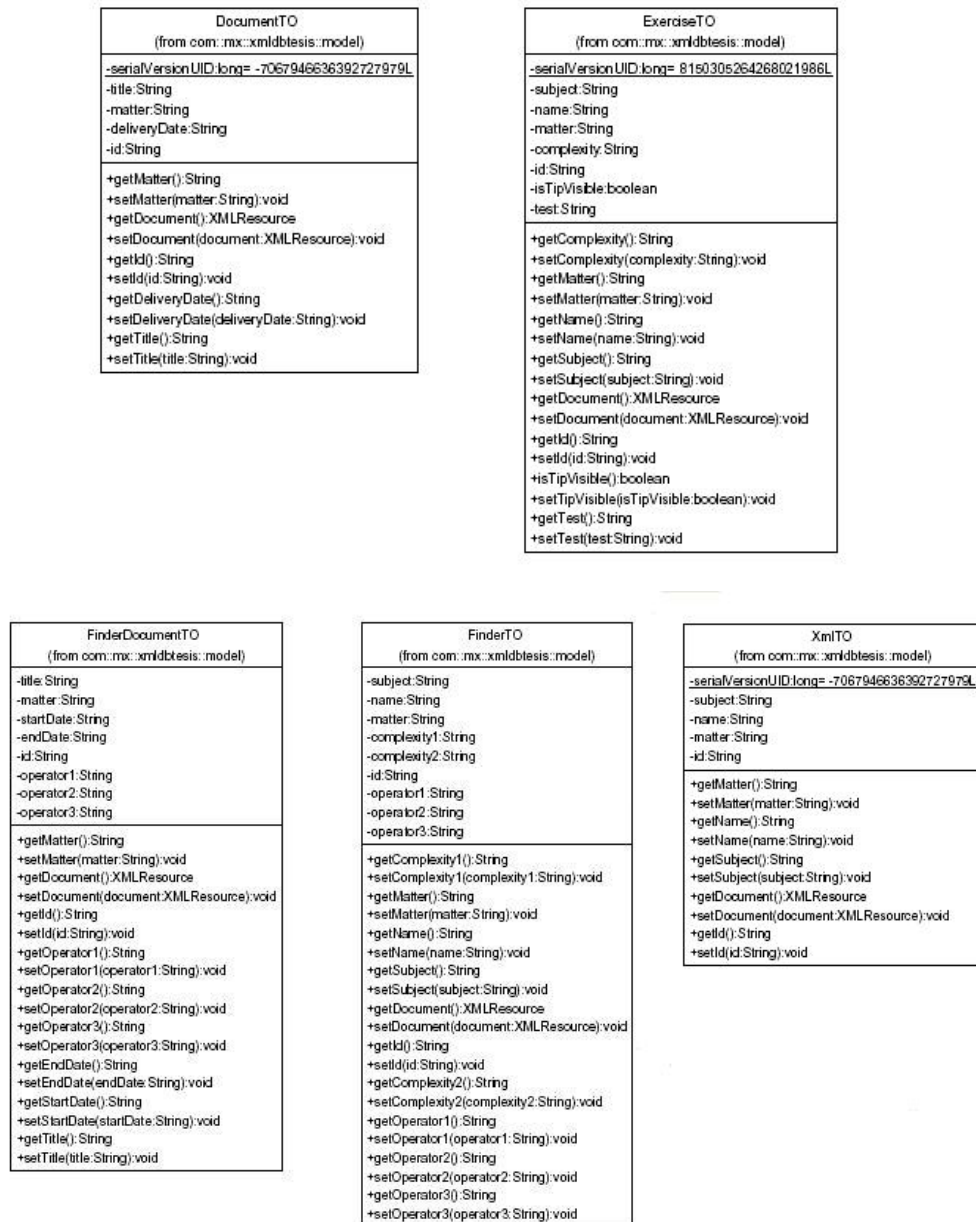 DocumentTO
(from com::mx::xmldbtesis::model)
-serialVersionUID:long= -7067946636392727979L
-title:String
-matter:String
-deliveryDate:String
-id:String
+getMatter():String
+setMatter(matter:String):void
+getDocument():XMLResource
+setDocument(document:XMLResource):void
+getId():String
+setId(id:String):void
+getDeliveryDate():String
+setDeliveryDate(deliveryDate:String):void
+getTitle():String
+setTitle(title:String):void
ExerciseTO
(from com::mx::xmldbtesis::model)
-serialVersionUID:long= 8150305264268021986L
-subject:String
-name:String
-matter:String
-complexity:String
-id:String
-isTipVisible:boolean
-test:String
+getComplexity():String
+setComplexity(complexity:String):void
+getMatter():String
+setMatter(matter:String):void
+getName():String
+setName(name:String):void
+getSubject():String
+setSubject(subject:String):void
+getDocument():XMLResource
+setDocument(document:XMLResource):void
+getId():String
+setId(id:String):void
+isTipVisible():boolean
+setTipVisible(isTipVisible:boolean):void
+getTest():String
+setTest(test:String):void
FinderDocumentTO
(from com::mx::xmldbtesis::model)
-title:String
-matter:String
-startDate:String
-endDate:String
-id:String
-operator1:String
-operator2:String
-operator3:String
+getMatter():String
+setMatter(matter:String):void
+getDocument():XMLResource
+setDocument(document:XMLResource):void
+getId():String
+setId(id:String):void
+getOperator1():String
+setOperator1(operator1:String):void
+getOperator2():String
+setOperator2(operator2:String):void
+getOperator3():String
+setOperator3(operator3:String):void
+getEndDate():String
+setEndDate(endDate:String):void
+getStartDate():String
+setStartDate(startDate:String):void
+getTitle():String
+setTitle(title:String):void
FinderTO
(from com::mx::xmldbtesis::model)
-subject:String
-name:String
-matter:String
-complexity1:String
-complexity2:String
-id:String
-operator1:String
-operator2:String
-operator3:String
+getComplexity1():String
+setComplexity1(complexity1:String):void
+getMatter():String
+setMatter(matter:String):void
+getName():String
+setName(name:String):void
+getSubject():String
+setSubject(subject:String):void
+getDocument():XMLResource
+setDocument(document:XMLResource):void
+getId():String
+setId(id:String):void
+getComplexity2():String
+setComplexity2(complexity2:String):void
+getOperator1():String
+setOperator1(operator1:String):void
+getOperator2():String
+setOperator2(operator2:String):void
+getOperator3():String
+setOperator3(operator3:String):void
XmlTO
(from com::mx::xmldbtesis::model)
-serialVersionUID:long= -7067946636392727979L
-subject:String
-name:String
-matter:String
-id:String
+getMatter():String
+setMatter(matter:String):void
+getName():String
+setName(name:String):void
+getSubject():String
+setSubject(subject:String):void
+getDocument():XMLResource
+setDocument(document:XMLResource):void
+getId():String
+setId(id:String):void